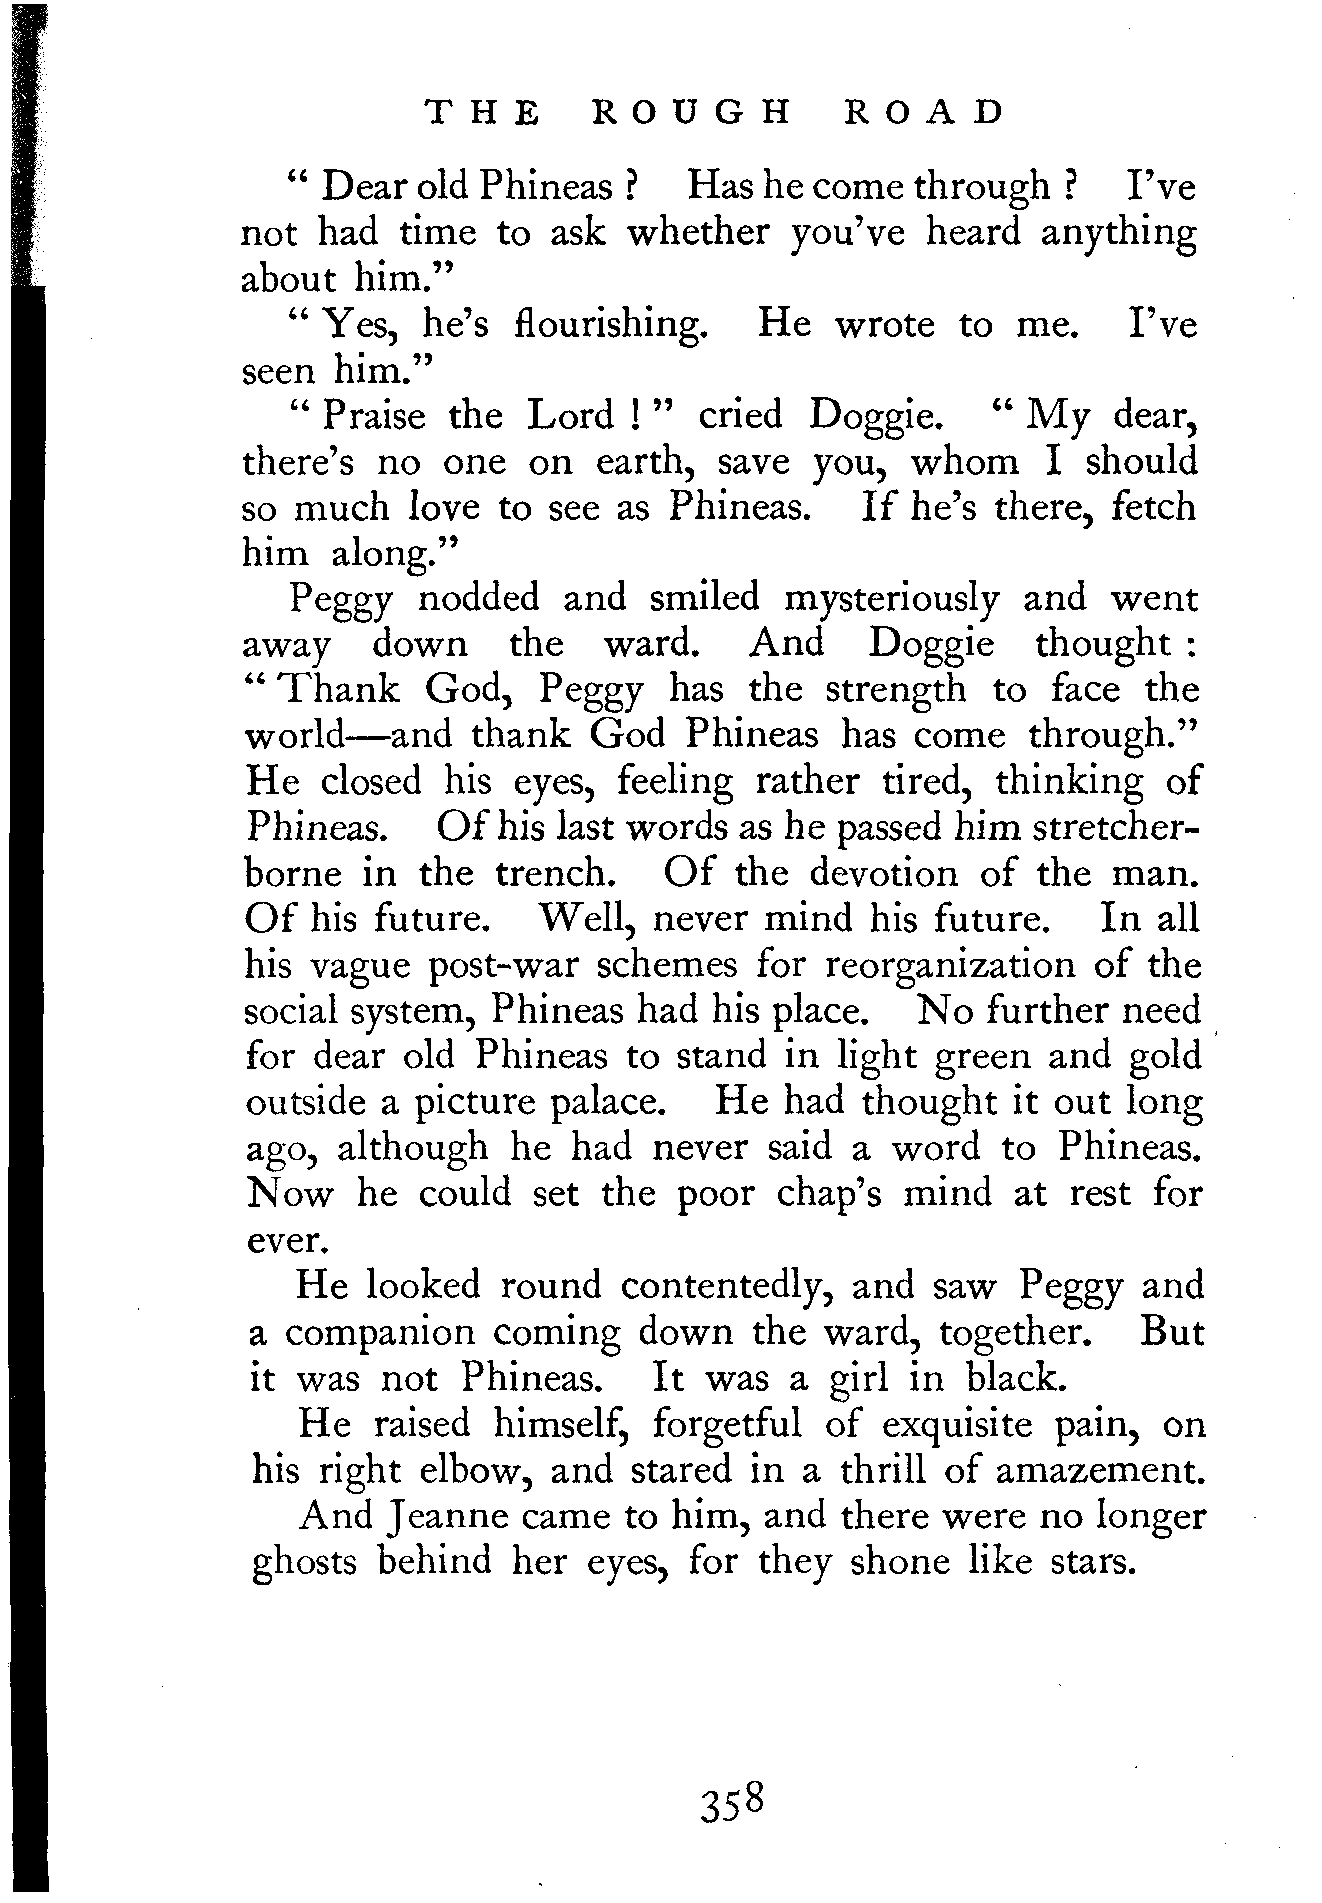 THE ROUGH ROAD
“ Dear old Phineas ? Has he come through ? I’ve
not had time to ask whether you’ve heard anything
about him.”
“ Yes, he’s flourishing. He wrote to me. I’ve
seen him.”
“ Praise the Lord ! ” cried Doggie. “ My dear,
there’s no one on earth, save you, whom I should
so much love to see as Phineas. If he’s there, fetch
him along.”
Peggy nodded and smiled mysteriously and went
away down the ward. And Doggie thought :
“ Thank God, Peggy has the strength to face the
world—and thank God Phineas has come through.”
He closed his eyes, feeling rather tired, thinking of
Phineas. Of his last words as he passed him stretcher-
borne in the trench. Of the devotion of the man.
Of his future. Well, never mind his future. In all
his vague post-war schemes for reorganization of the
social system, Phineas had his place. No further need
for dear old Phineas to stand in light green and gold
outside a picture palace. He had thought it out long
ago, although he had never said a word to Phineas.
Now he could set the poor chap’s mind at rest for
ever.
He looked round contentedly, and saw Peggy and
a companion coming down the ward, together. But
it was not Phineas. It was a girl in black.
He raised himself, forgetful of exquisite pain, on
his right elbow, and stared in a thrill of amazement.
And Jeanne came to him, and there were no longer
ghosts behind her eyes, for they shone like stars.
358